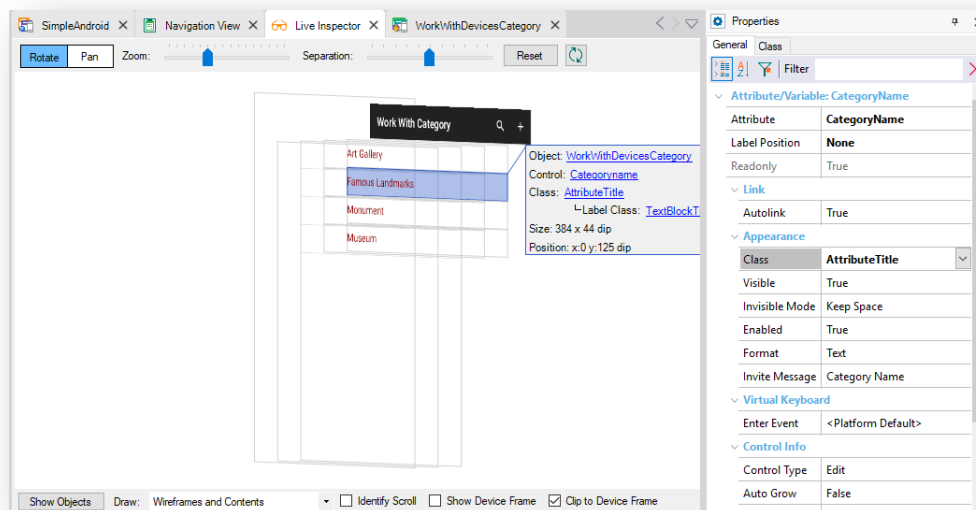 SimpleAndroid
Navigation View
Live Inspector
WorkWithDevicesCategory
Rotate
Pan
Zoom:
Separation:
Reset
Work With Category
Art Gallery
Famous Landmarks
Monument
Museum
Object: WorkWithDevicesCategory
Control: Categoryname
Class: AttributeTitle
Label Class: TextBlockT
Size: 384 x 44 dip
Position: x:0 y:125 dip
Show Objects
Draw: Wireframes and Contents
Identify Scroll
Show Device Frame
Clip to Device Frame
Properties
General
Class
Filter
Attribute/Variable: CategoryName
Attribute CategoryName
Label Position None
Readonly True
Link
Autolink True
Appearance
Class AttributeTitle
Visible True
Invisible Mode Keep Space
Enabled True
Format Text
Invite Message Category Name
Virtual Keyboard
Enter Event <Platform Default>
Control Info
Control Type Edit
Auto Grow False